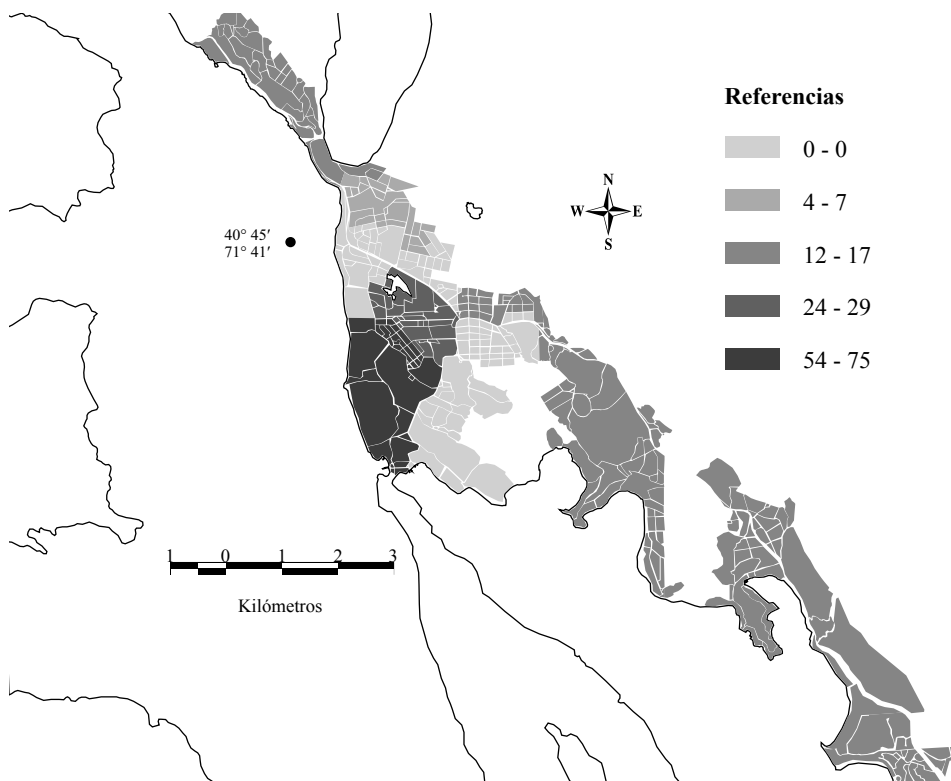 Referencias
0 - 0
4 - 7
12 - 17
24 - 29
54 - 75
N
W E
S
40° 45′
71° 41′
1 0 1 2 3
Kilómetros